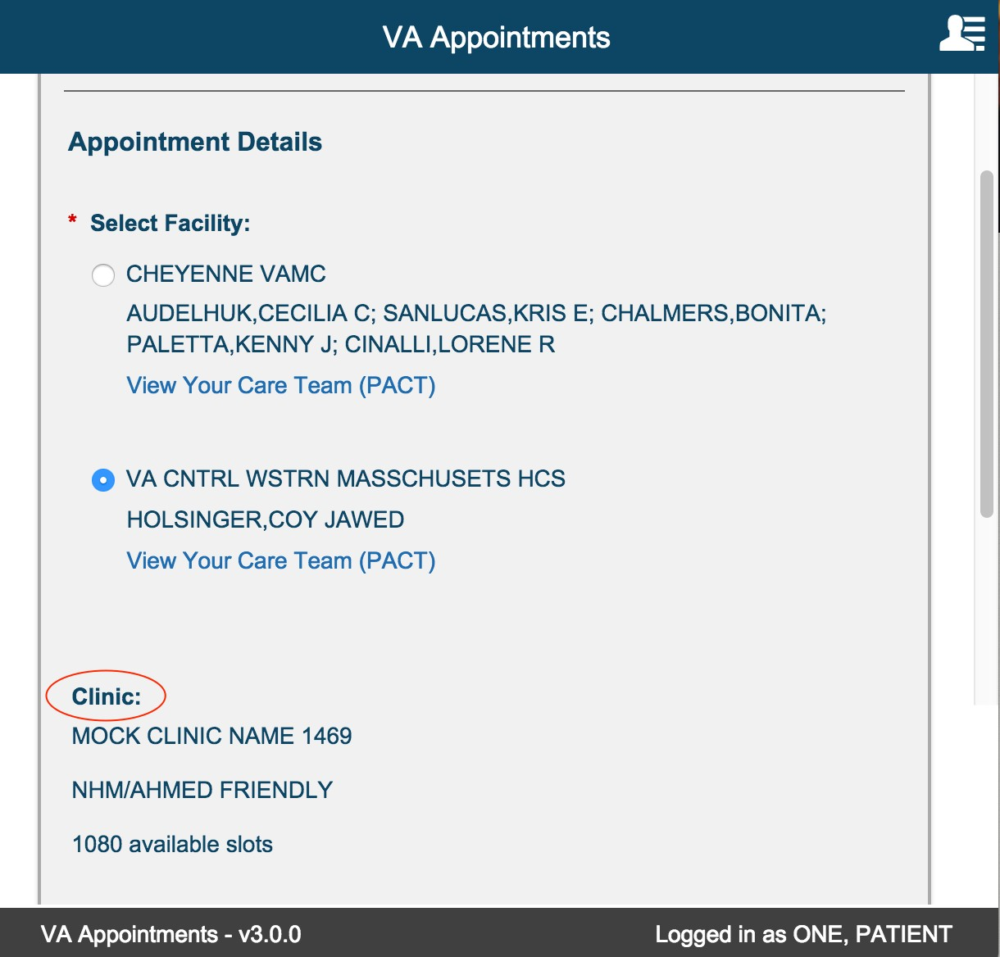 VA Appointments
Appointment Details
* Select Facility:
CHEYENNE VAMC
AUDELHUK,CECILIA C; SANLUCAS,KRIS E; CHALMERS,BONITA;
PALETTA,KENNY J; CINALLI,LORENE R
View Your Care Team (PACT)
VA CNTRL WSTRN MASSCHUSETS HCS
HOLSINGER,COY JAWED
View Your Care Team (PACT)
Clinic:
MOCK CLINIC NAME 1469
NHM/AHMED FRIENDLY
1080 available slots
VA Appointments - v3.0.0
Logged in as ONE, PATIENT